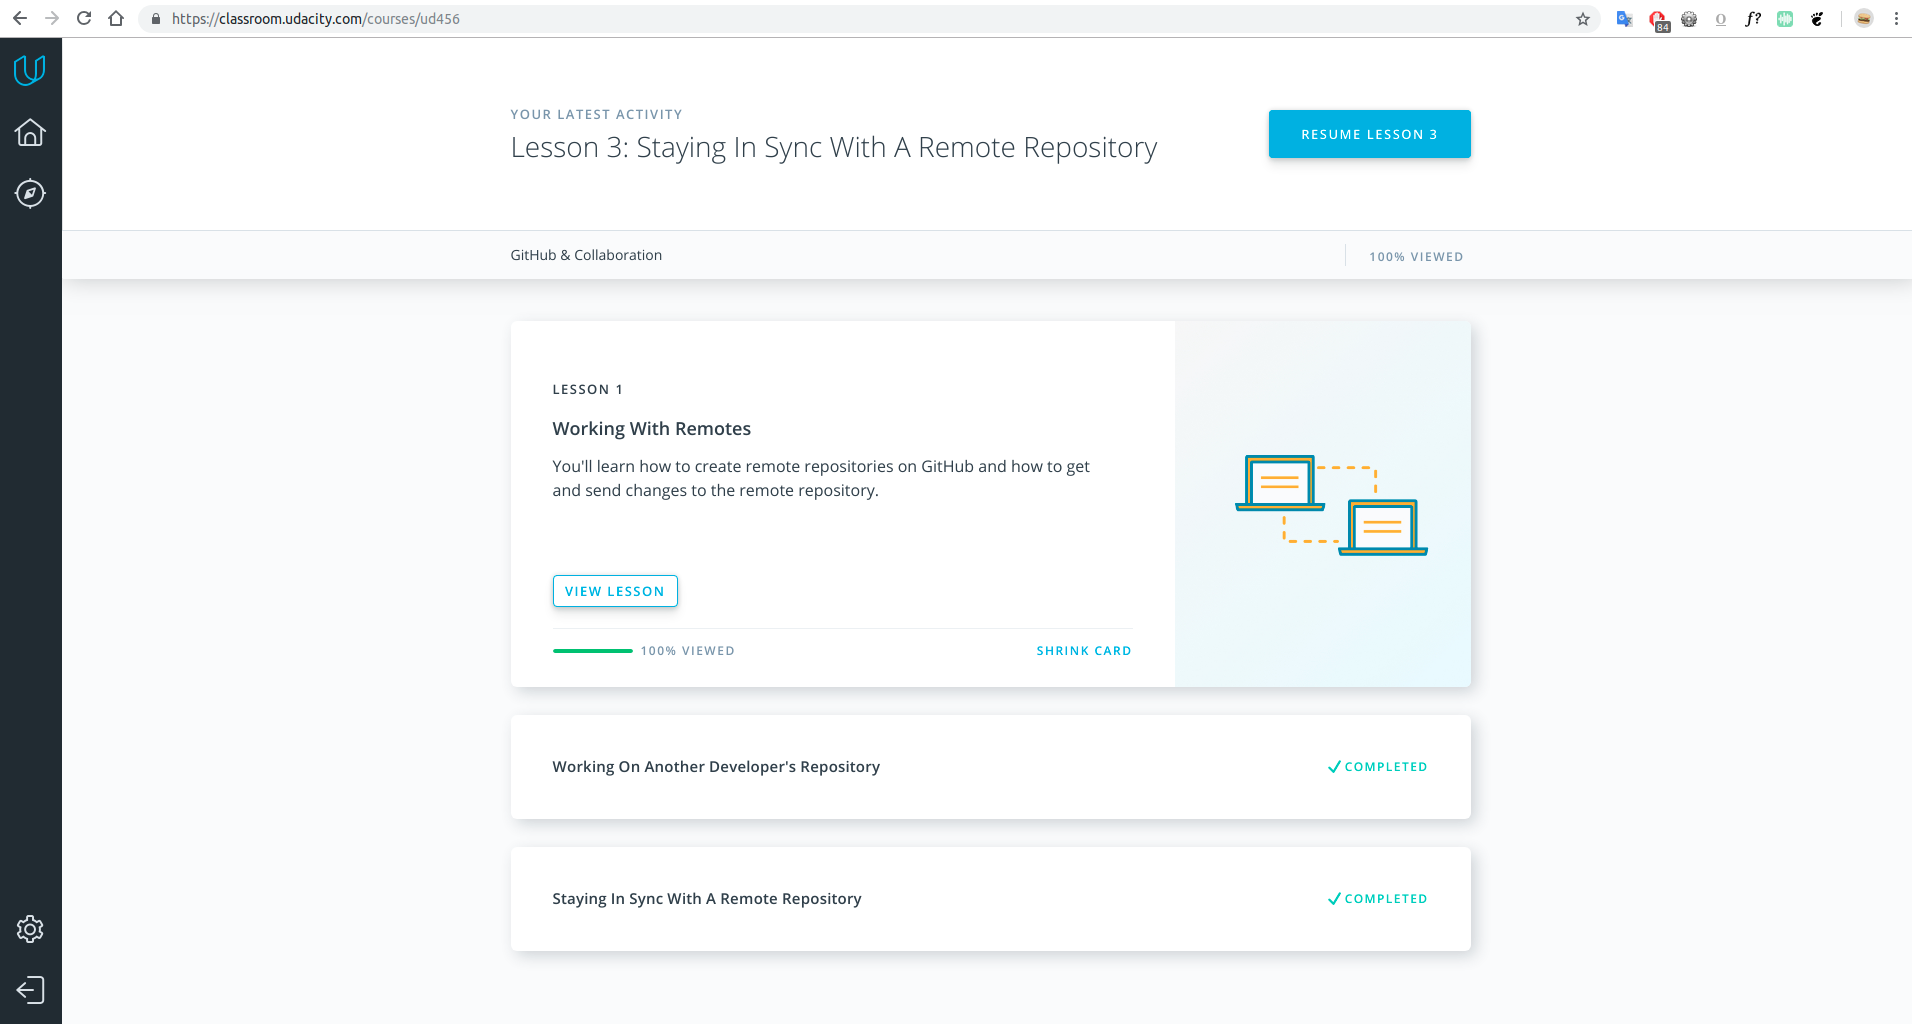 https://classroom.udacity.com/courses/ud456
84
O
f?
YOUR LATEST ACTIVITY
Lesson 3: Staying In Sync With A Remote Repository
RESUME LESSON 3
GitHub & Collaboration
100% VIEWED
LESSON 1
Working With Remotes
You'll learn how to create remote repositories on GitHub and how to get
and send changes to the remote repository.
VIEW LESSON
100% VIEWED
SHRINK CARD
Working On Another Developer's Repository
COMPLETED
Staying In Sync With A Remote Repository
COMPLETED